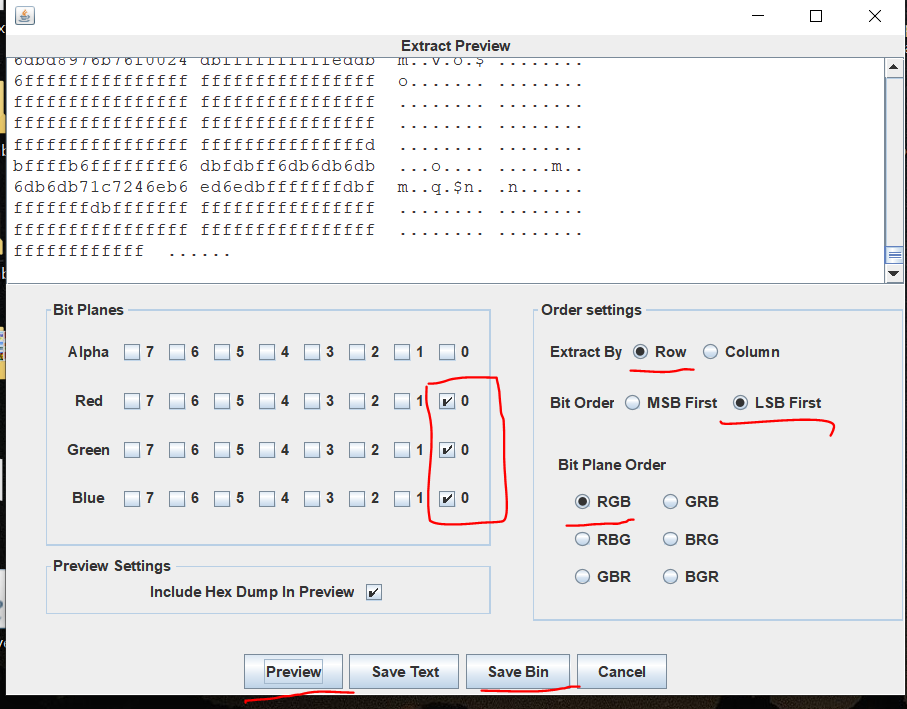 Extract Preview
6dbd8976b76f0024 dbffffffffffeddb m..v.o.$ ........
6fffffffffffffff ffffffffffffffff o....... ........
ffffffffffffffff ffffffffffffffff ........ ........
ffffffffffffffff ffffffffffffffff ........ ........
ffffffffffffffff fffffffffffffffd ........ ........
bffffb6ffffffff6 dbfdbff6db6db6db ...o.... .....m..
6db6db71c7246eb6 ed6edbfffffffdbf m..q.$n. .n......
fffffffdbfffffff ffffffffffffffff ........ ........
ffffffffffffffff ffffffffffffffff ........ ........
ffffffffffff ......
Bit Planes
Alpha 7 6 5 4 3 2 1 0
Red 7 6 5 4 3 2 1 0
Green 7 6 5 4 3 2 1 0
Blue 7 6 5 4 3 2 1 0
Preview Settings
Include Hex Dump In Preview
Order settings
Extract By Row Column
Bit Order MSB First LSB First
Bit Plane Order
RGB GRB
RBG BRG
GBR BGR
Preview Save Text Save Bin Cancel